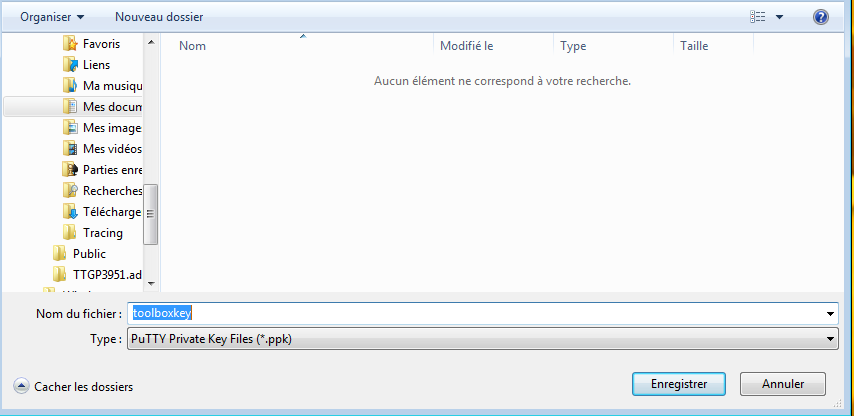 Organiser Nouveau dossier
Nom Modifié le Type Taille
Aucun élément ne correspond à votre recherche.
Favoris
Liens
Ma musiqu
Mes docum
Mes image
Mes vidéos
Parties enre
Recherches
Télécharge
Tracing
Public
TTGP3951.ad
Nom du fichier : toolboxkey
Type : PuTTY Private Key Files (*.ppk)
Cacher les dossiers Enregistrer Annuler